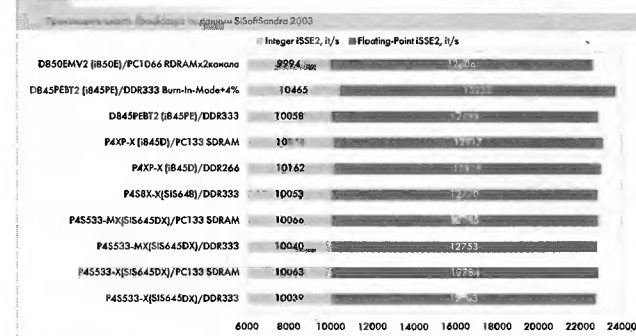 данным SiSoftSandra 2003
Integer iSSE2, it/s Floating-Point iSSE2, it/s
D850EMV2 (i850E)/PC1066 RDRAMx2канала 9994
D845PEBT2 (i845PE)/DDR333 Burn-In-Mode+4% 10465
D845PEBT2 (i845PE)/DDR333 10058
P4XP-X (i845D)/PC133 SDRAM
P4XP-X (i845D)/DDR266 10162
P4S8X-X(SiS648)/DDR333 10053
P4S533-MX(SIS645DX)/PC133 SDRAM 10066
P4S533-MX(SIS645DX)/DDR333 10040 12753
P4S533-X(SIS645DX)/PC133 SDRAM 10063 12784
P4S533-X(SIS645DX)/DDR333 10039
6000 8000 10000 12000 14000 16000 18000 20000 22000 24000